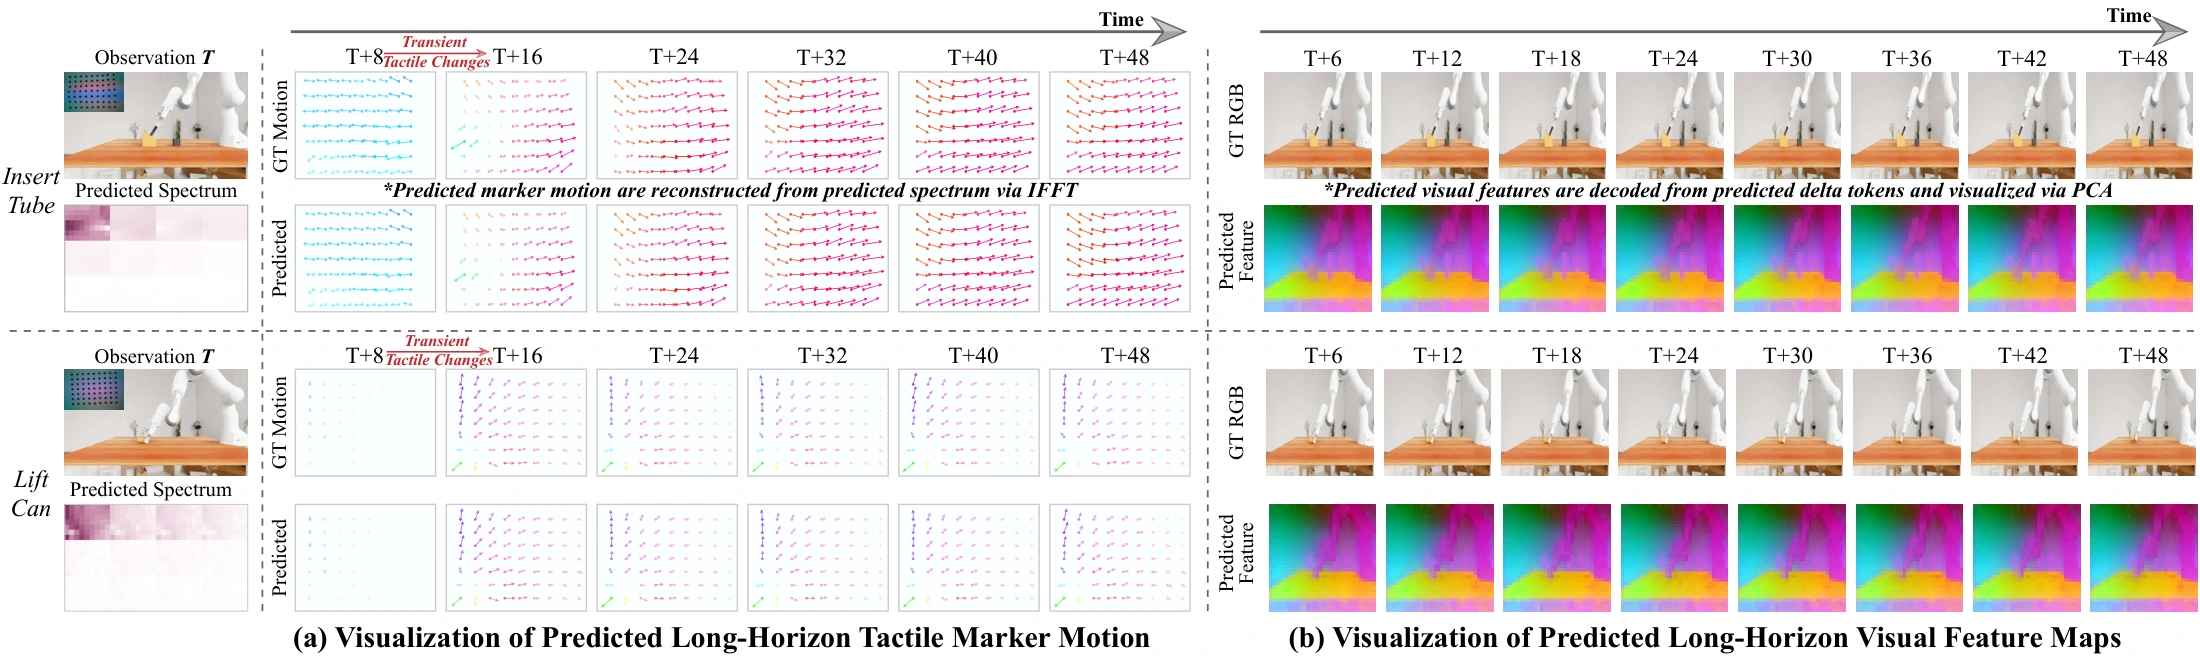 Time
Time
Observation T
T+8
Transient
Tactile Changes
T+16
T+24
T+32
T+40
T+48
T+6
T+12
T+18
T+24
T+30
T+36
T+42
T+48
GT Motion
GT RGB
Insert
Tube
Predicted Spectrum
*Predicted marker motion are reconstructed from predicted spectrum via IFFT
*Predicted visual features are decoded from predicted delta tokens and visualized via PCA
Predicted
Predicted
Feature
Observation T
T+8
Transient
Tactile Changes
T+16
T+24
T+32
T+40
T+48
T+6
T+12
T+18
T+24
T+30
T+36
T+42
T+48
GT Motion
GT RGB
Lift
Can
Predicted Spectrum
Predicted
Predicted
Feature
(a) Visualization of Predicted Long-Horizon Tactile Marker Motion
(b) Visualization of Predicted Long-Horizon Visual Feature Maps